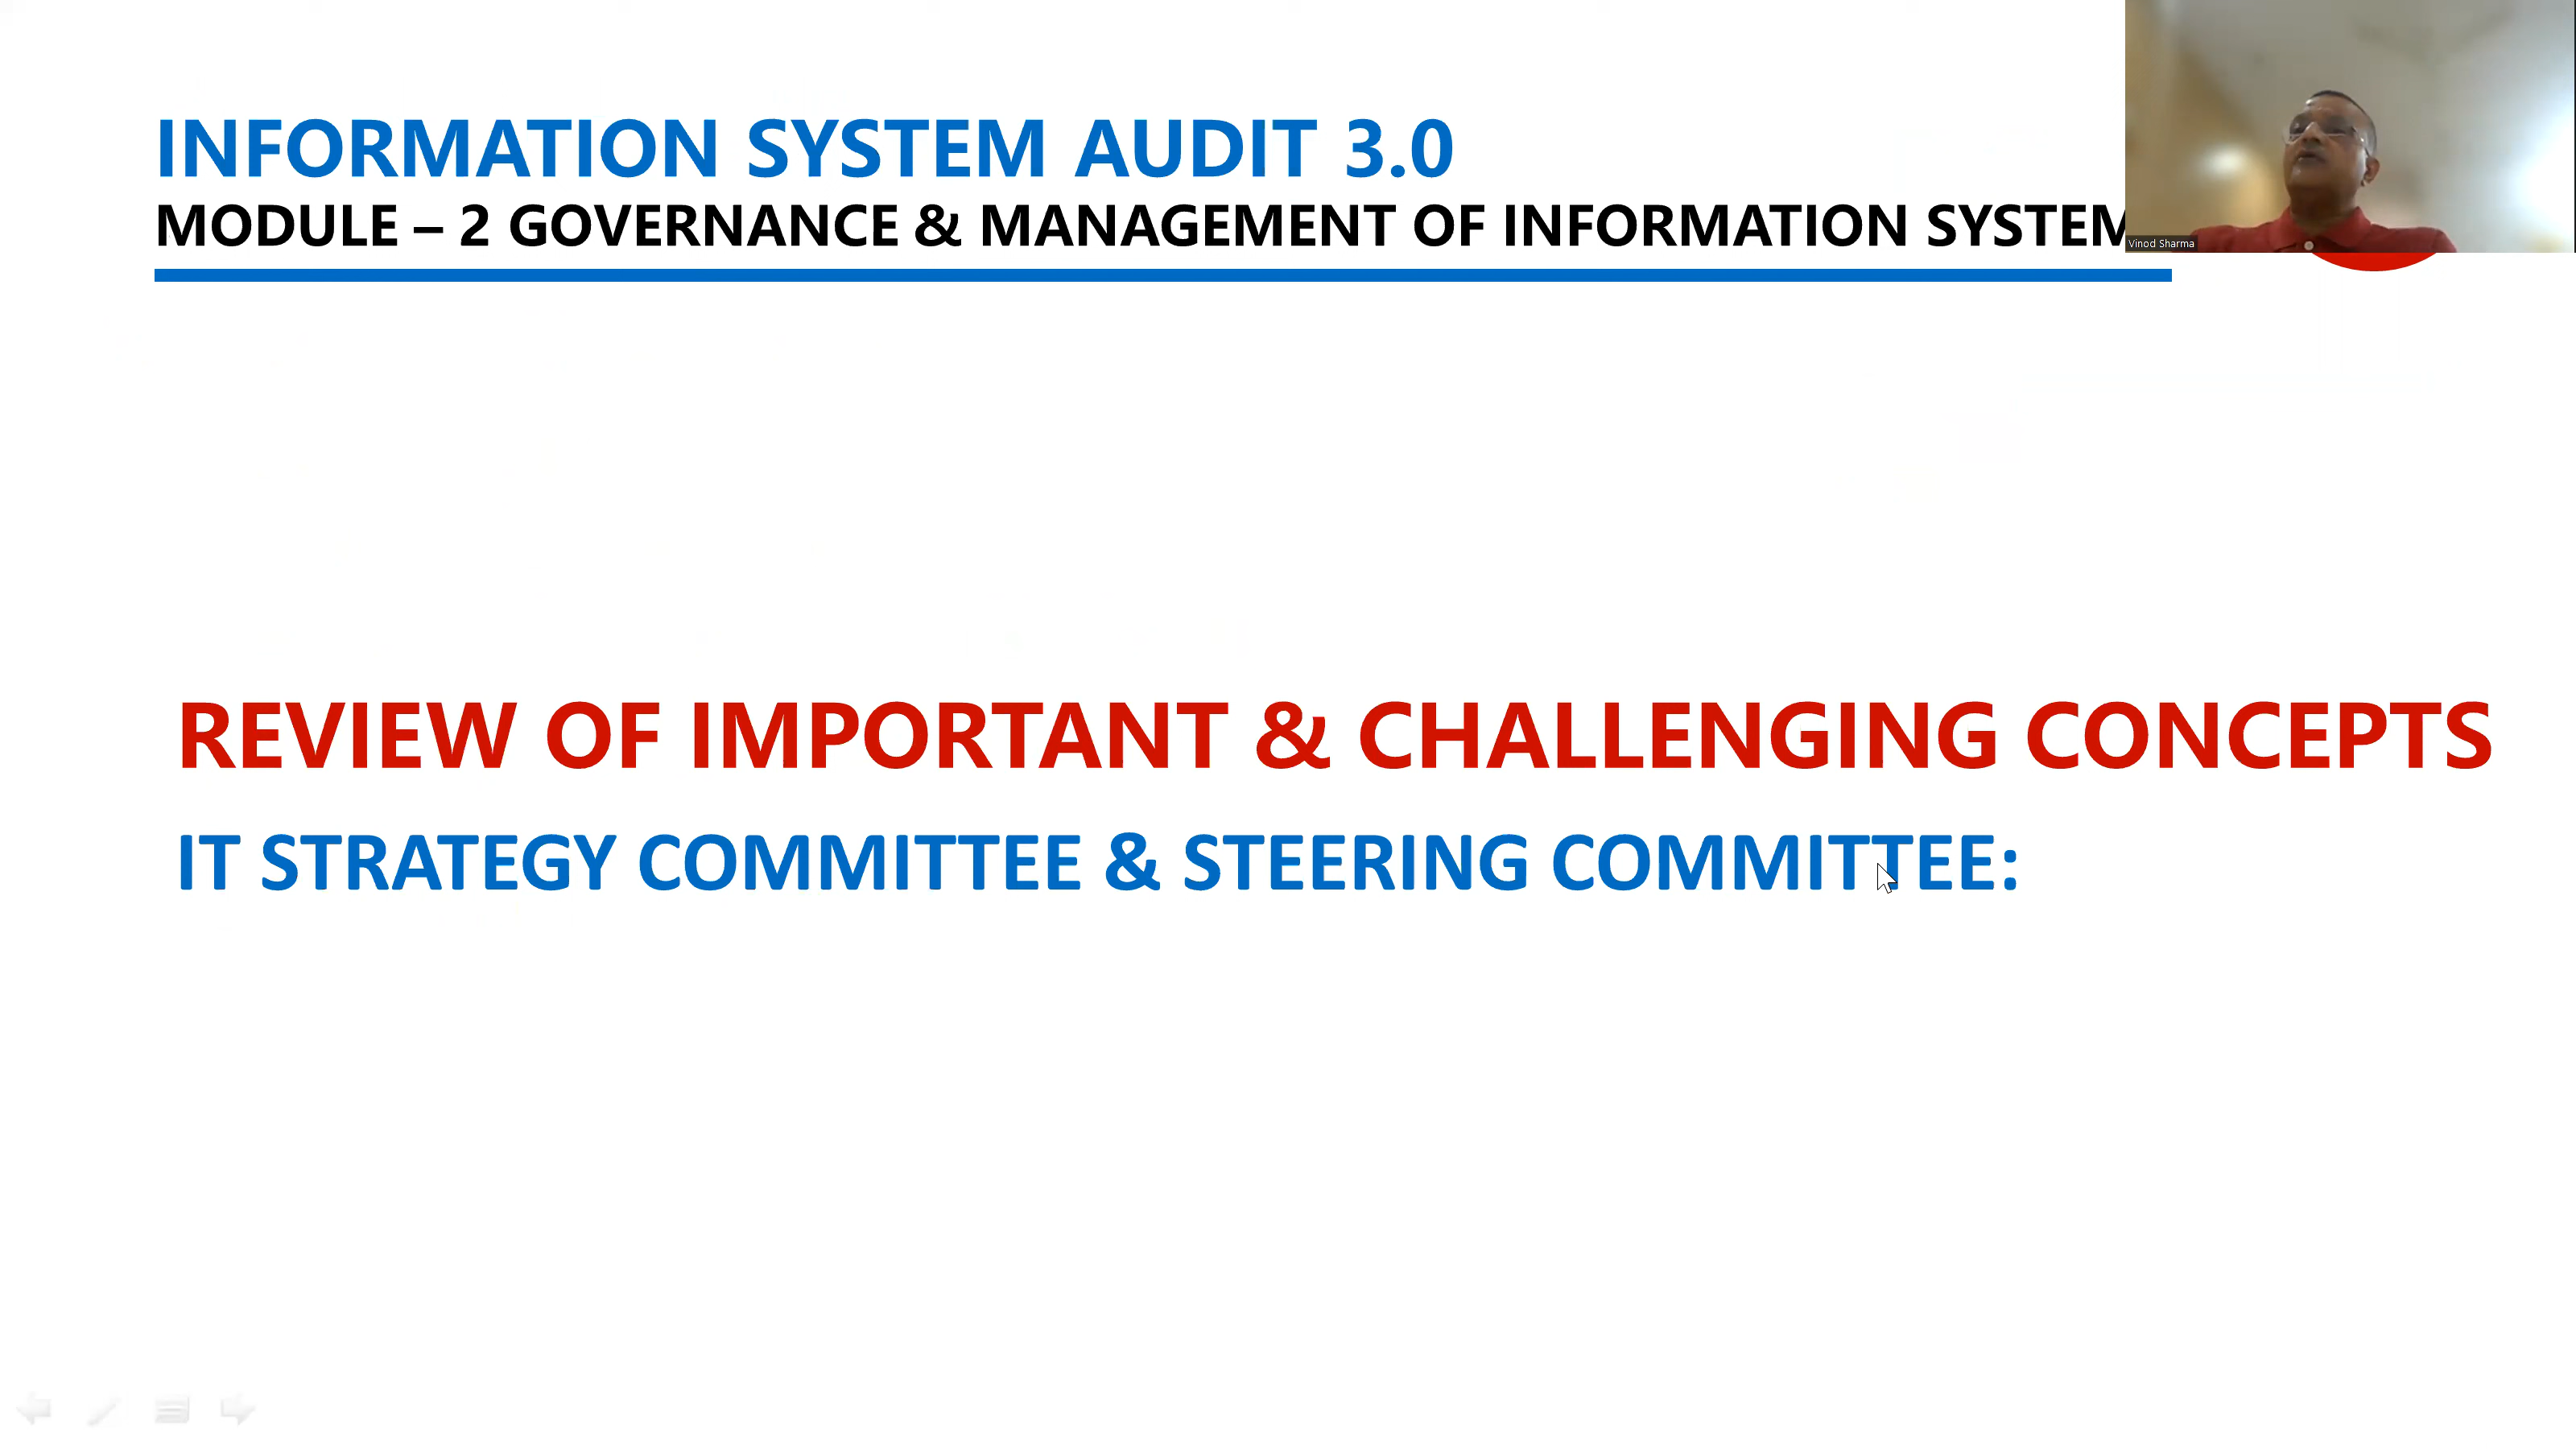 INFORMATION SYSTEM AUDIT 3.0
MODULE – 2 GOVERNANCE & MANAGEMENT OF INFORMATION SYSTEM
Vinod Sharma
REVIEW OF IMPORTANT & CHALLENGING CONCEPTS
IT STRATEGY COMMITTEE & STEERING COMMITTEE: